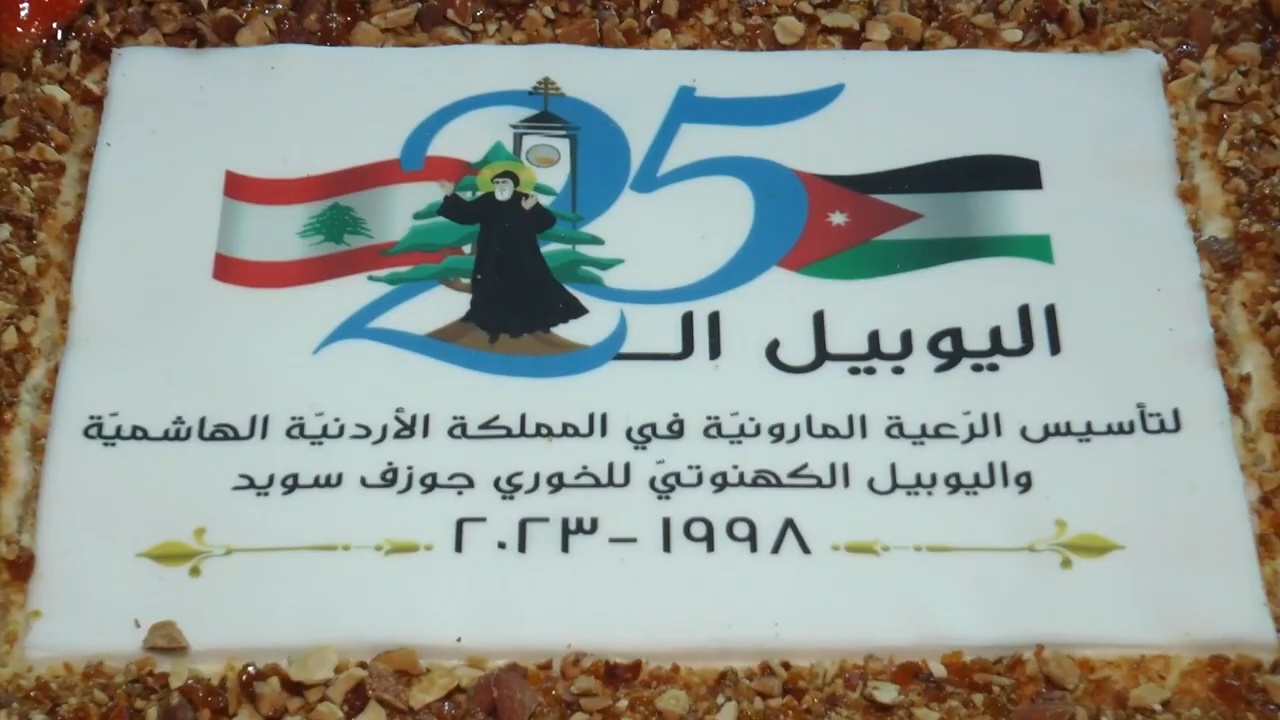 اليوبيل الـ 25
لتأسيس الرّعية المارونيّة في المملكة الأردنيّة الهاشميّة
واليوبيل الكهنوتيّ للخوري جوزف سويد
١٩٩٨ - ٢٠٢٣